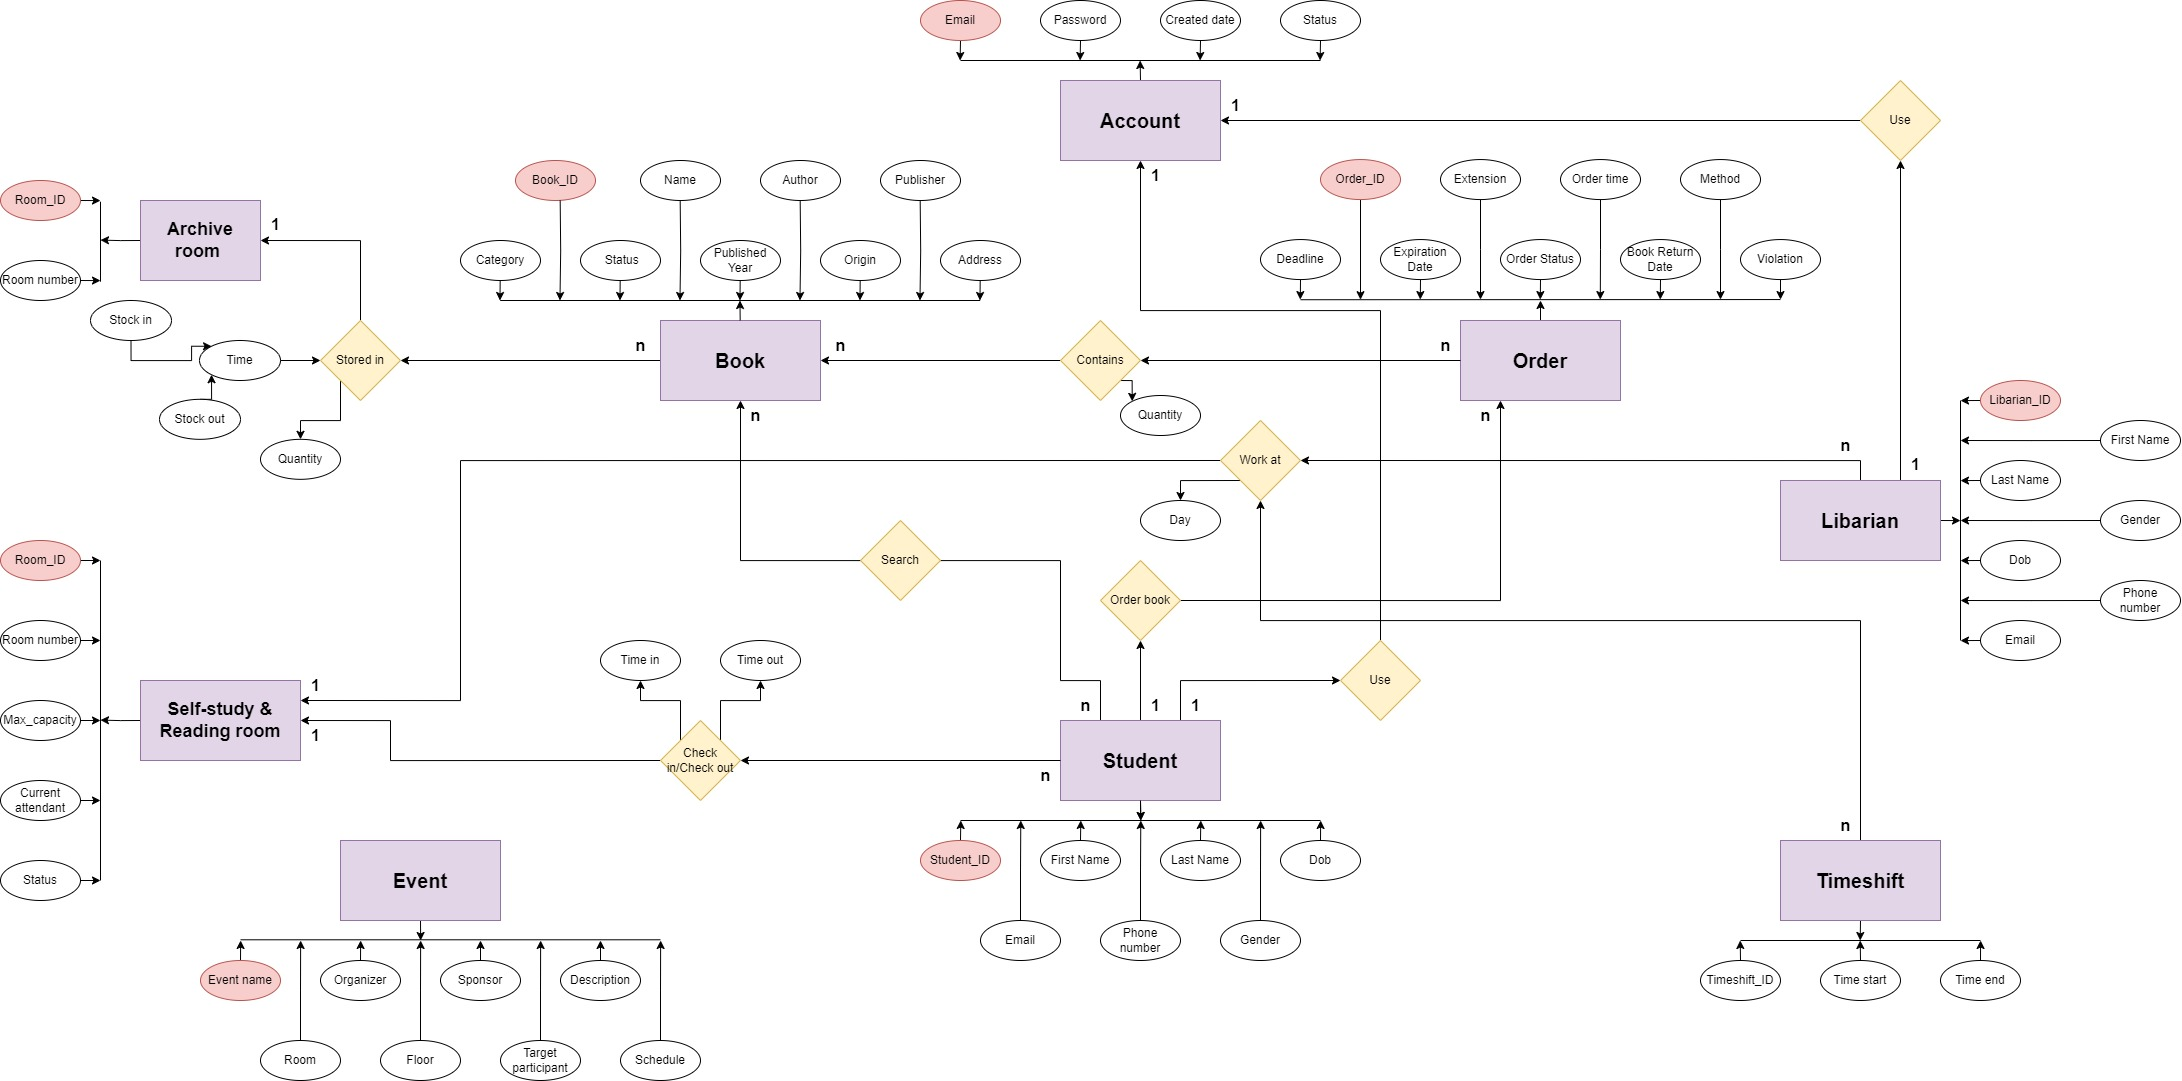 Email
Password
Created date
Status
Account
1
1
Use
Book_ID
Name
Author
Publisher
Category
Status
Published
Year
Origin
Address
Order_ID
Extension
Order time
Method
Deadline
Expiration
Date
Order Status
Book Return
Date
Violation
Room_ID
Room number
Archive
room
1
Stock in
Time
Stock out
Stored in
Quantity
n
Book
n
n
Contains
Quantity
n
Order
n
Libarian_ID
First Name
Last Name
Gender
Dob
Phone
number
Email
n
1
Libarian
Work at
Day
Search
Order book
Use
Room_ID
Room number
Max_capacity
Current
attendant
Status
Self-study &
Reading room
1
1
Time in
Time out
Check
in/Check out
n
1
1
n
Student
Student_ID
First Name
Last Name
Dob
Email
Phone
number
Gender
Event
Event name
Organizer
Sponsor
Description
Room
Floor
Target
participant
Schedule
n
Timeshift
Timeshift_ID
Time start
Time end